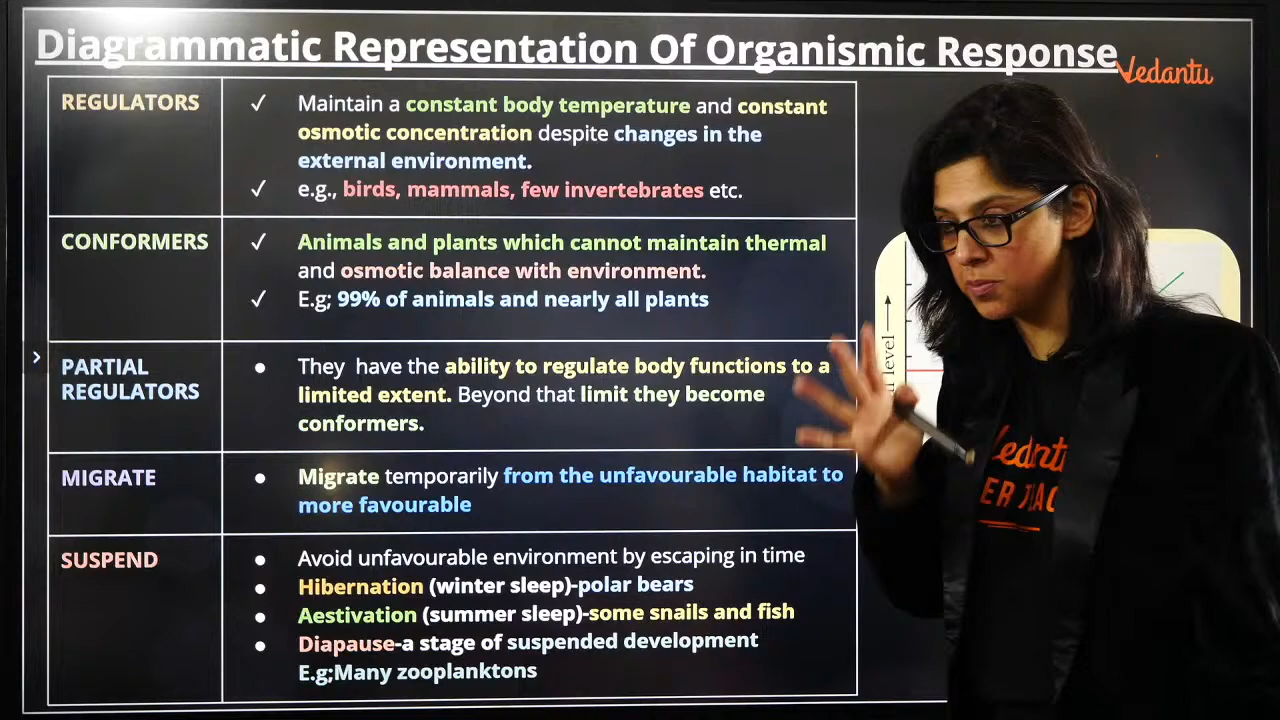 Diagrammatic Representation Of Organismic Response
Vedantu
REGULATORS
✓ Maintain a constant body temperature and constant
osmotic concentration despite changes in the
external environment.
✓ e.g., birds, mammals, few invertebrates etc.
CONFORMERS
✓ Animals and plants which cannot maintain thermal
and osmotic balance with environment.
✓ E.g; 99% of animals and nearly all plants
PARTIAL
REGULATORS
● They have the ability to regulate body functions to a
limited extent. Beyond that limit they become
conformers.
MIGRATE
● Migrate temporarily from the unfavourable habitat to
more favourable
SUSPEND
● Avoid unfavourable environment by escaping in time
● Hibernation (winter sleep)-polar bears
● Aestivation (summer sleep)-some snails and fish
● Diapause-a stage of suspended development
E.g;Many zooplanktons
level